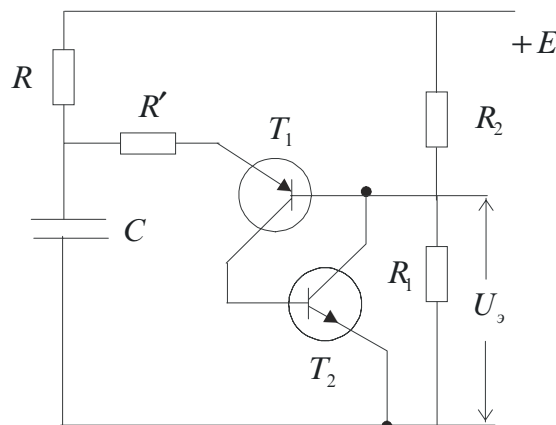 +E
R
R′
T₁
R₂
C
R₁
Uэ
T₂